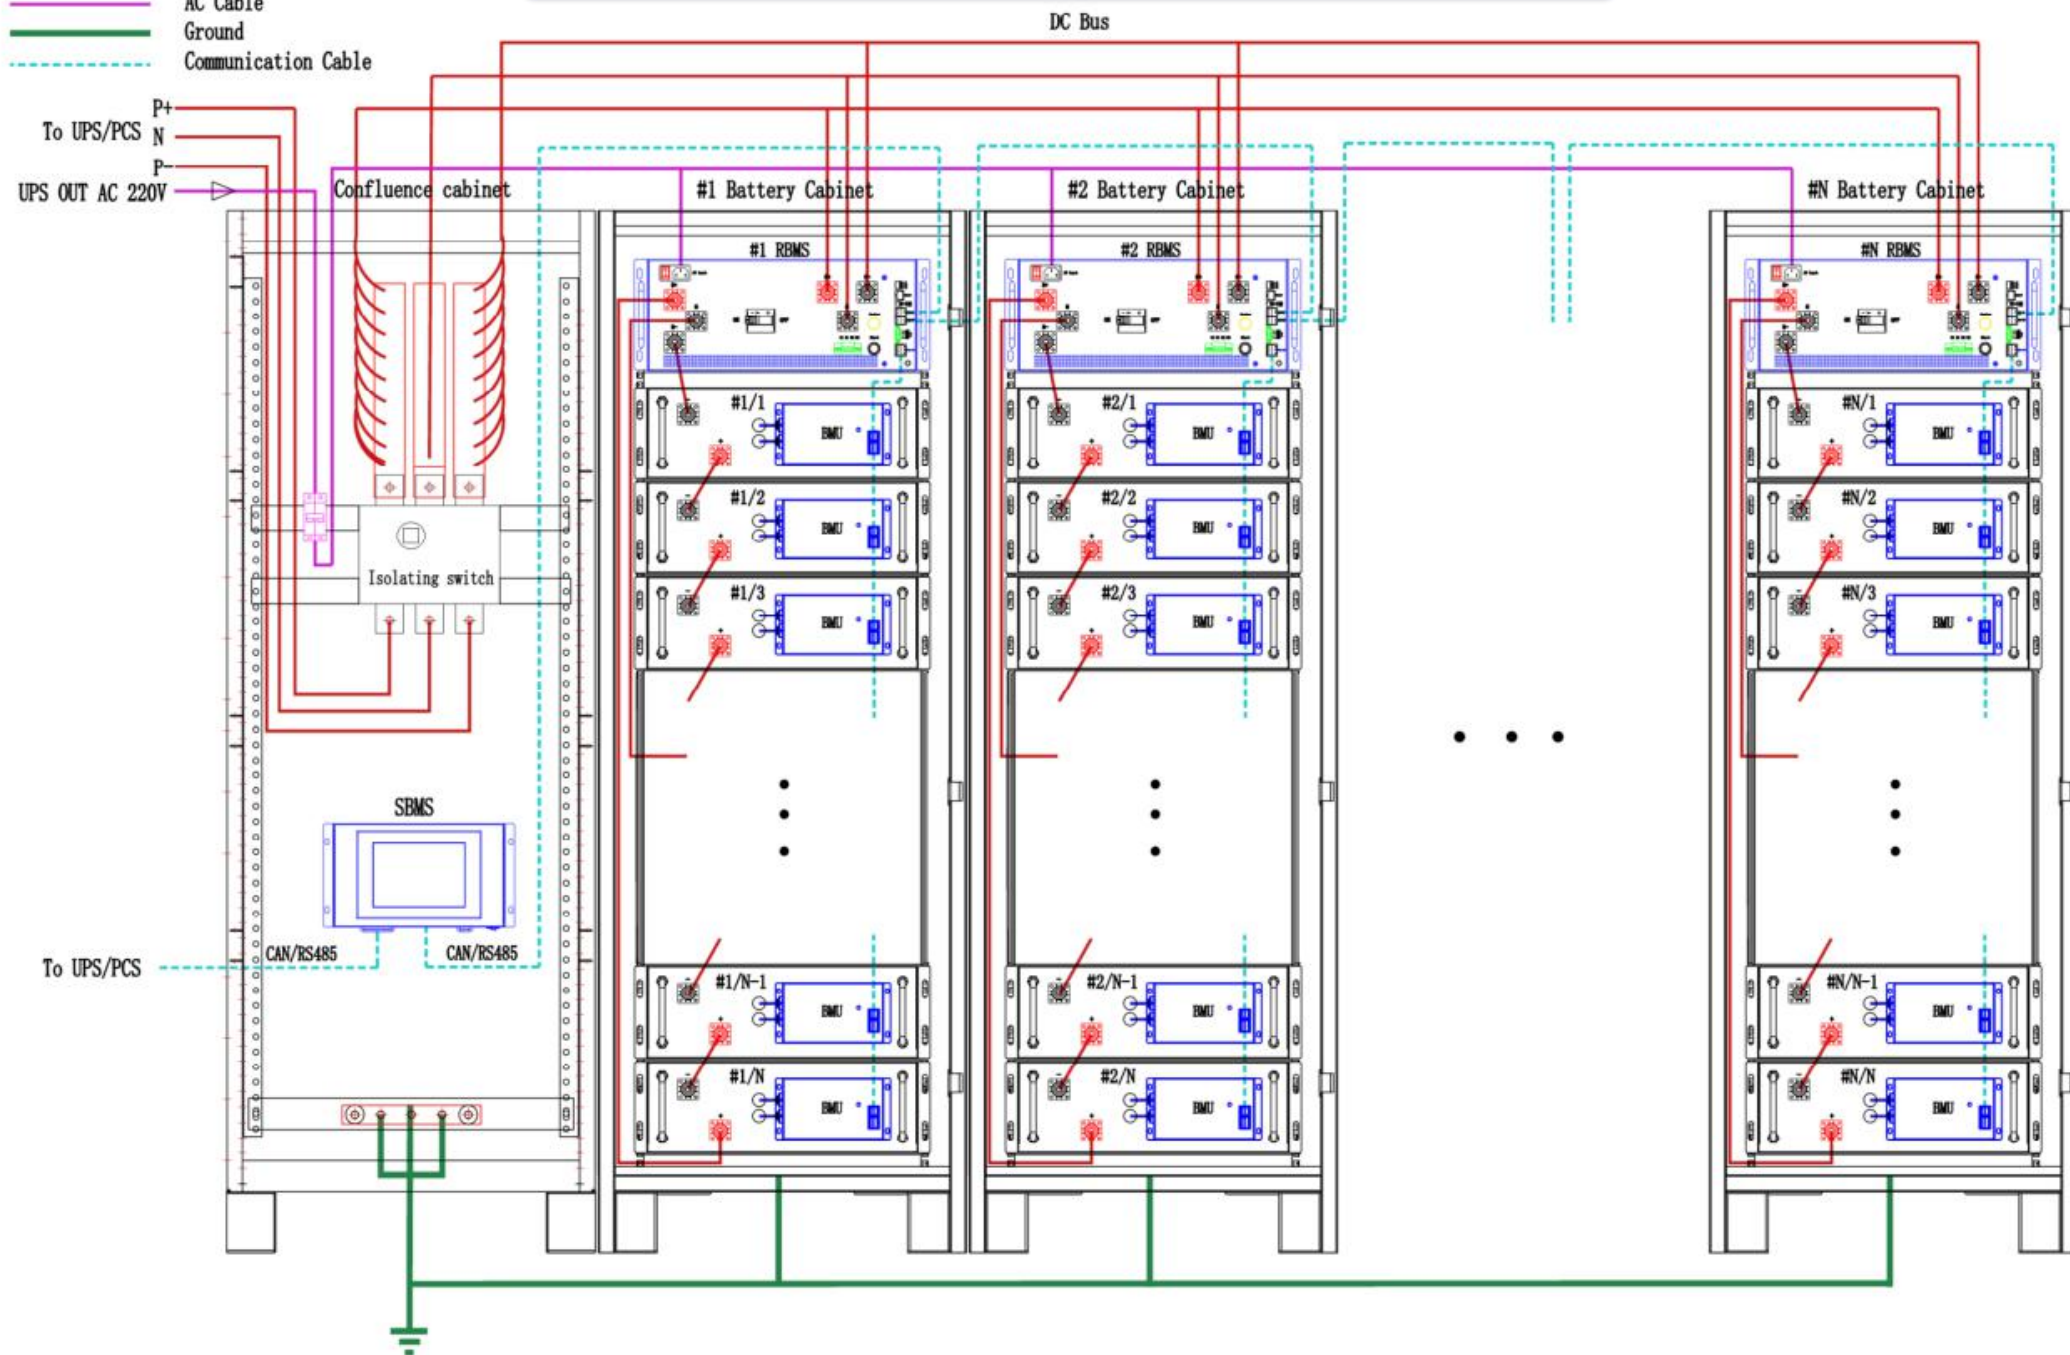 AC Cable
Ground
Communication Cable
DC Bus
P+
To UPS/PCS N
P-
UPS OUT AC 220V
Confluence cabinet
#1 Battery Cabinet
#2 Battery Cabinet
#N Battery Cabinet
#1 RBMS
#2 RBMS
#N RBMS
#1/1
BMU
#2/1
BMU
#N/1
BMU
#1/2
BMU
#2/2
BMU
#N/2
BMU
Isolating switch
#1/3
BMU
#2/3
BMU
#N/3
BMU
SBMS
CAN/RS485
CAN/RS485
To UPS/PCS
#1/N-1
BMU
#2/N-1
BMU
#N/N-1
BMU
#1/N
BMU
#2/N
BMU
#N/N
BMU